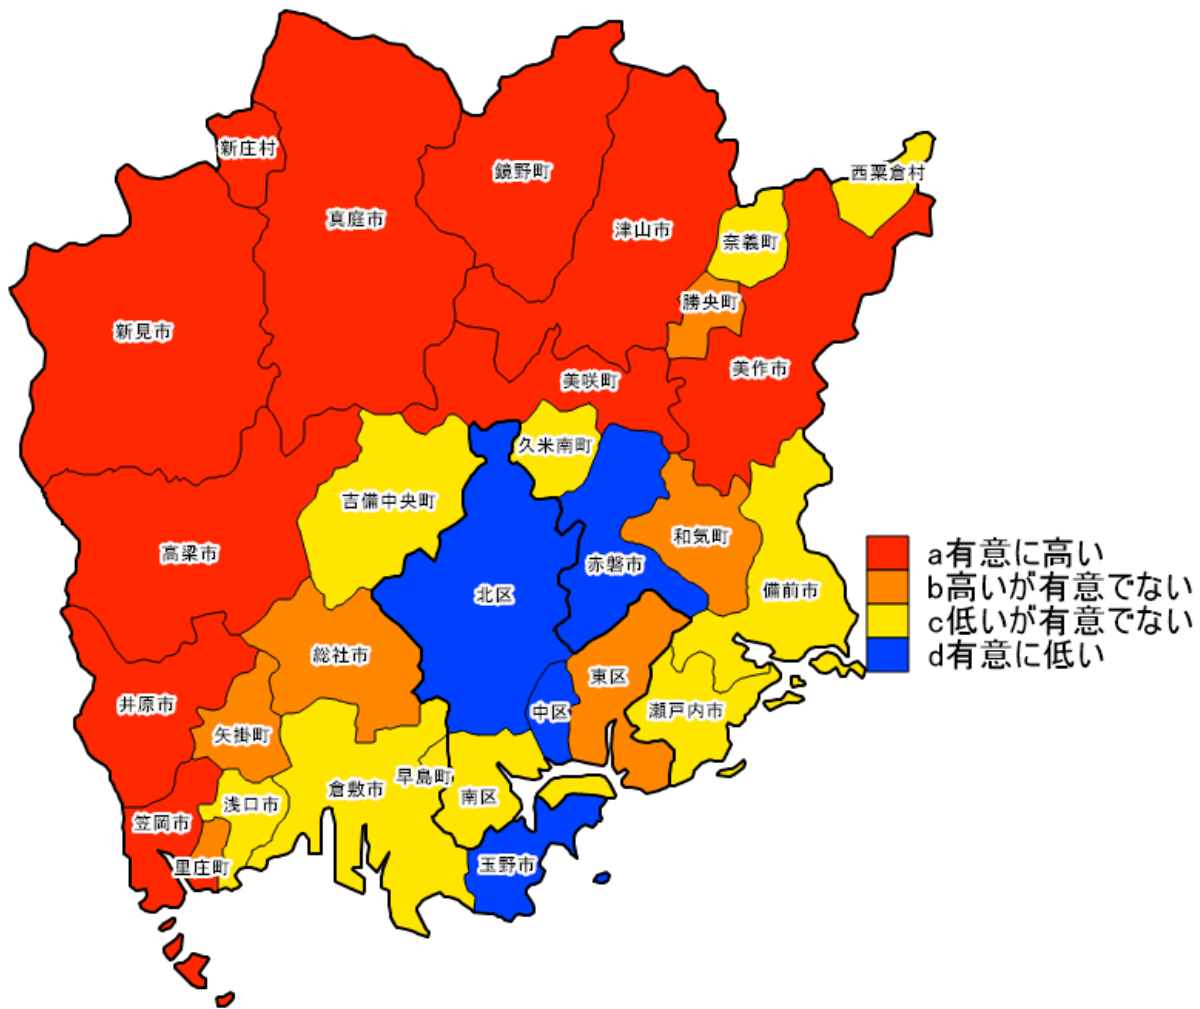 新庄村
鏡野町
西粟倉村
真庭市
津山市
奈義町
勝央町
新見市
美作市
美咲町
久米南町
吉備中央町
和気町
高梁市
赤磐市
備前市
北区
総社市
東区
井原市
中区
瀬戸内市
矢掛町
早島町
倉敷市
南区
浅口市
笠岡市
里庄町
玉野市
a有意に高い
b高いが有意でない
c低いが有意でない
d有意に低い